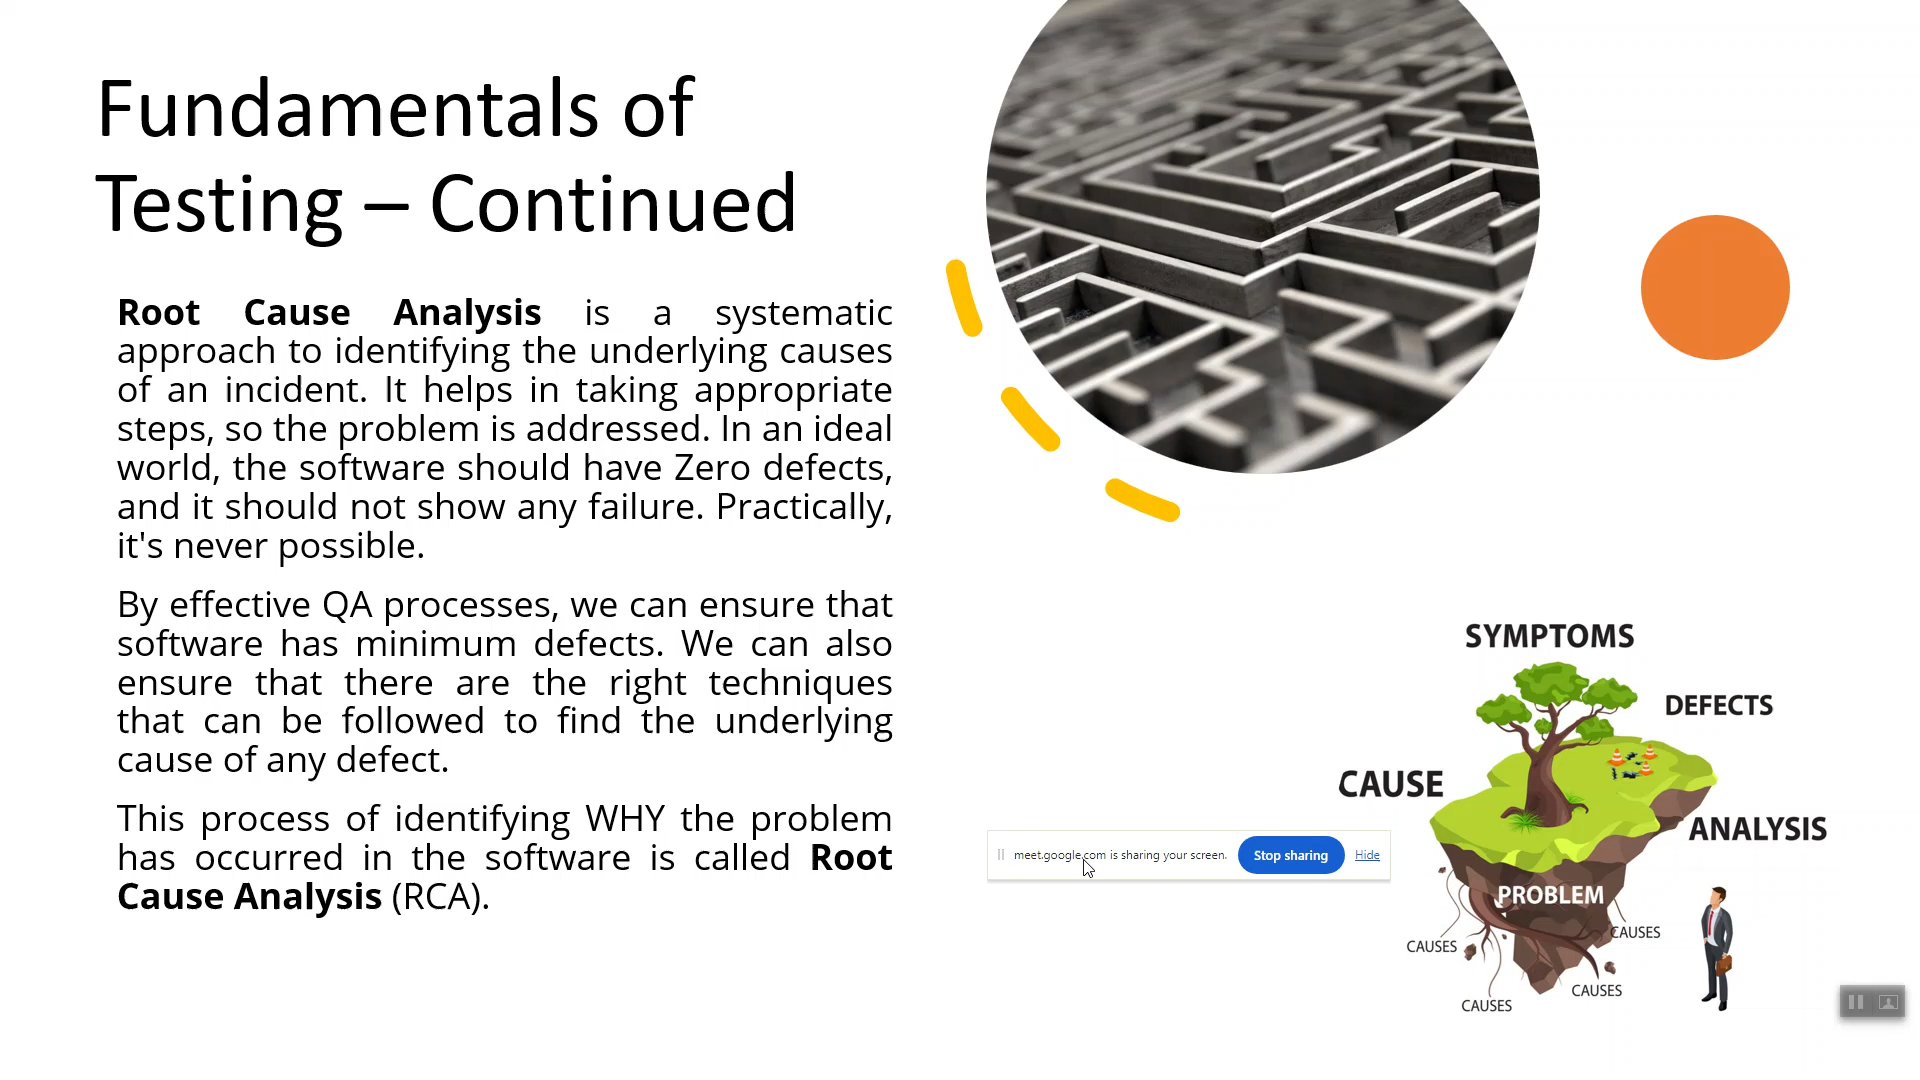 Fundamentals of
Testing – Continued
Root Cause Analysis is a systematic
approach to identifying the underlying causes
of an incident. It helps in taking appropriate
steps, so the problem is addressed. In an ideal
world, the software should have Zero defects,
and it should not show any failure. Practically,
it's never possible.
By effective QA processes, we can ensure that
software has minimum defects. We can also
ensure that there are the right techniques
that can be followed to find the underlying
cause of any defect.
This process of identifying WHY the problem
has occurred in the software is called Root
Cause Analysis (RCA).
SYMPTOMS
DEFECTS
CAUSE
ANALYSIS
meet.google.com is sharing your screen. Stop sharing Hide
PROBLEM
CAUSES
CAUSES
CAUSES
CAUSES